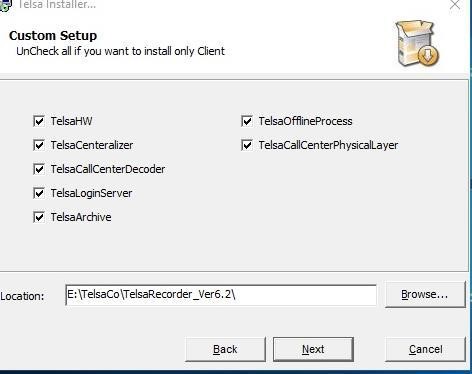 Telsa Installer...
Custom Setup
UnCheck all if you want to install only Client
TelsaHW
TelsaOfflineProcess
TelsaCenteralizer
TelsaCallCenterPhysicalLayer
TelsaCallCenterDecoder
TelsaLoginServer
TelsaArchive
Location: E:\TelsaCo\TelsaRecorder_Ver6.2\ Browse...
Back Next Cancel